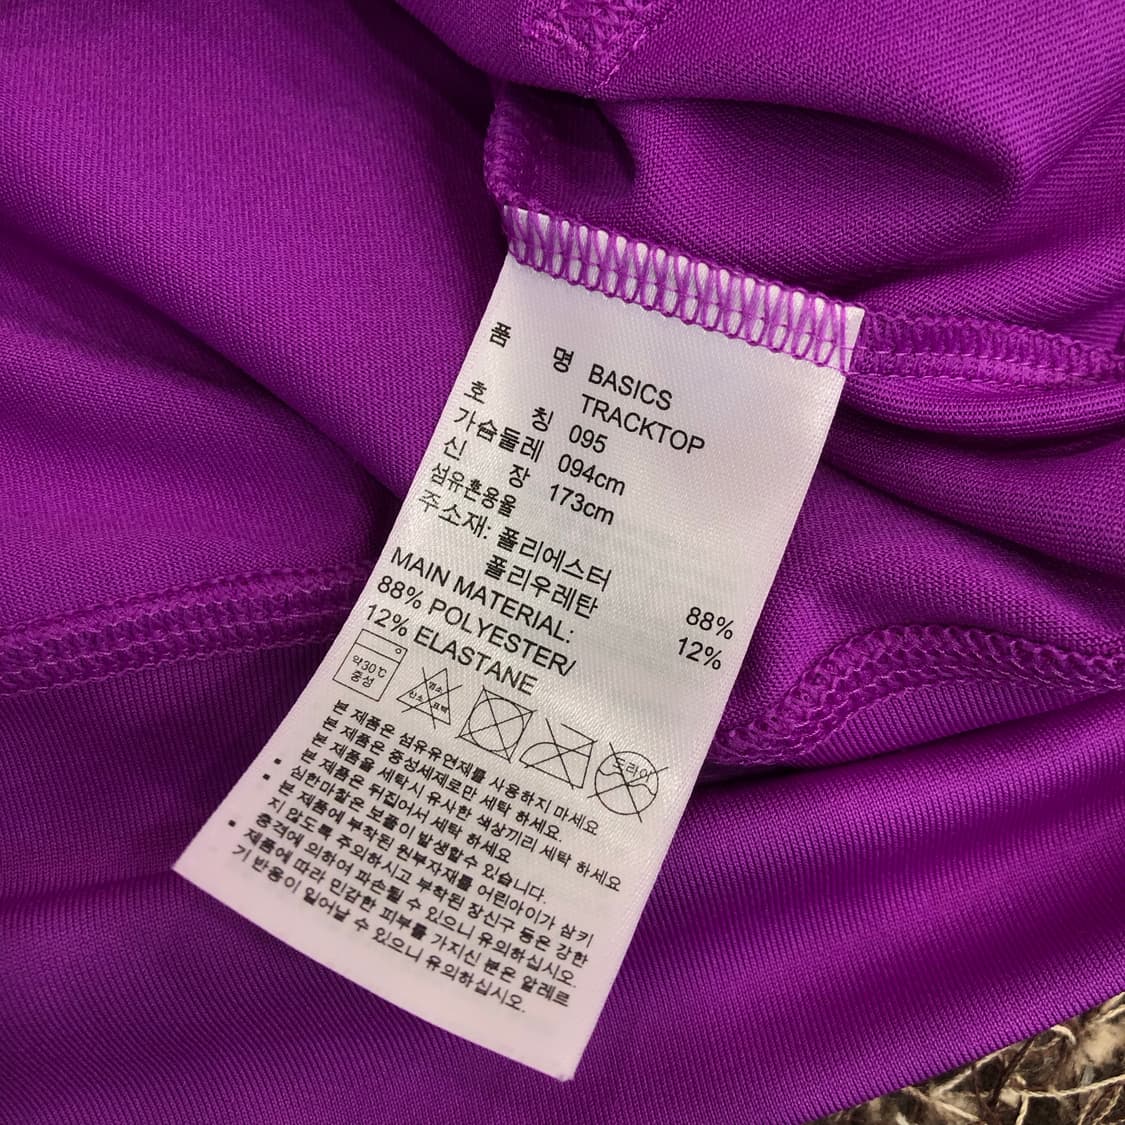 품 명 BASICS
TRACKTOP
호 칭 095
가슴둘레 094cm
신 장 173cm
섬유혼용율
주소재: 폴리에스터 88%
폴리우레탄 12%
MAIN MATERIAL:
88% POLYESTER/
12% ELASTANE
약30℃
중성
염소
산소 표백
드라이
본 제품은 섬유유연제를 사용하지 마세요
본 제품은 중성세제로만 세탁 하세요.
본 제품을 세탁시 유사한 색상끼리 세탁 하세요
▪ 본 제품은 뒤집어서 세탁 하세요
▪ 심한마찰은 보풀이 발생할수 있습니다.
▪ 본 제품에 부착된 원부자재를 어린아이가 삼키
지 않도록 주의하시고 부착된 장신구 등은 강한
충격에 의하여 파손될 수 있으니 유의하십시오.
▪ 제품에 따라 민감한 피부를 가지신 분은 알레르
기 반응이 일어날 수 있으니 유의하십시오.